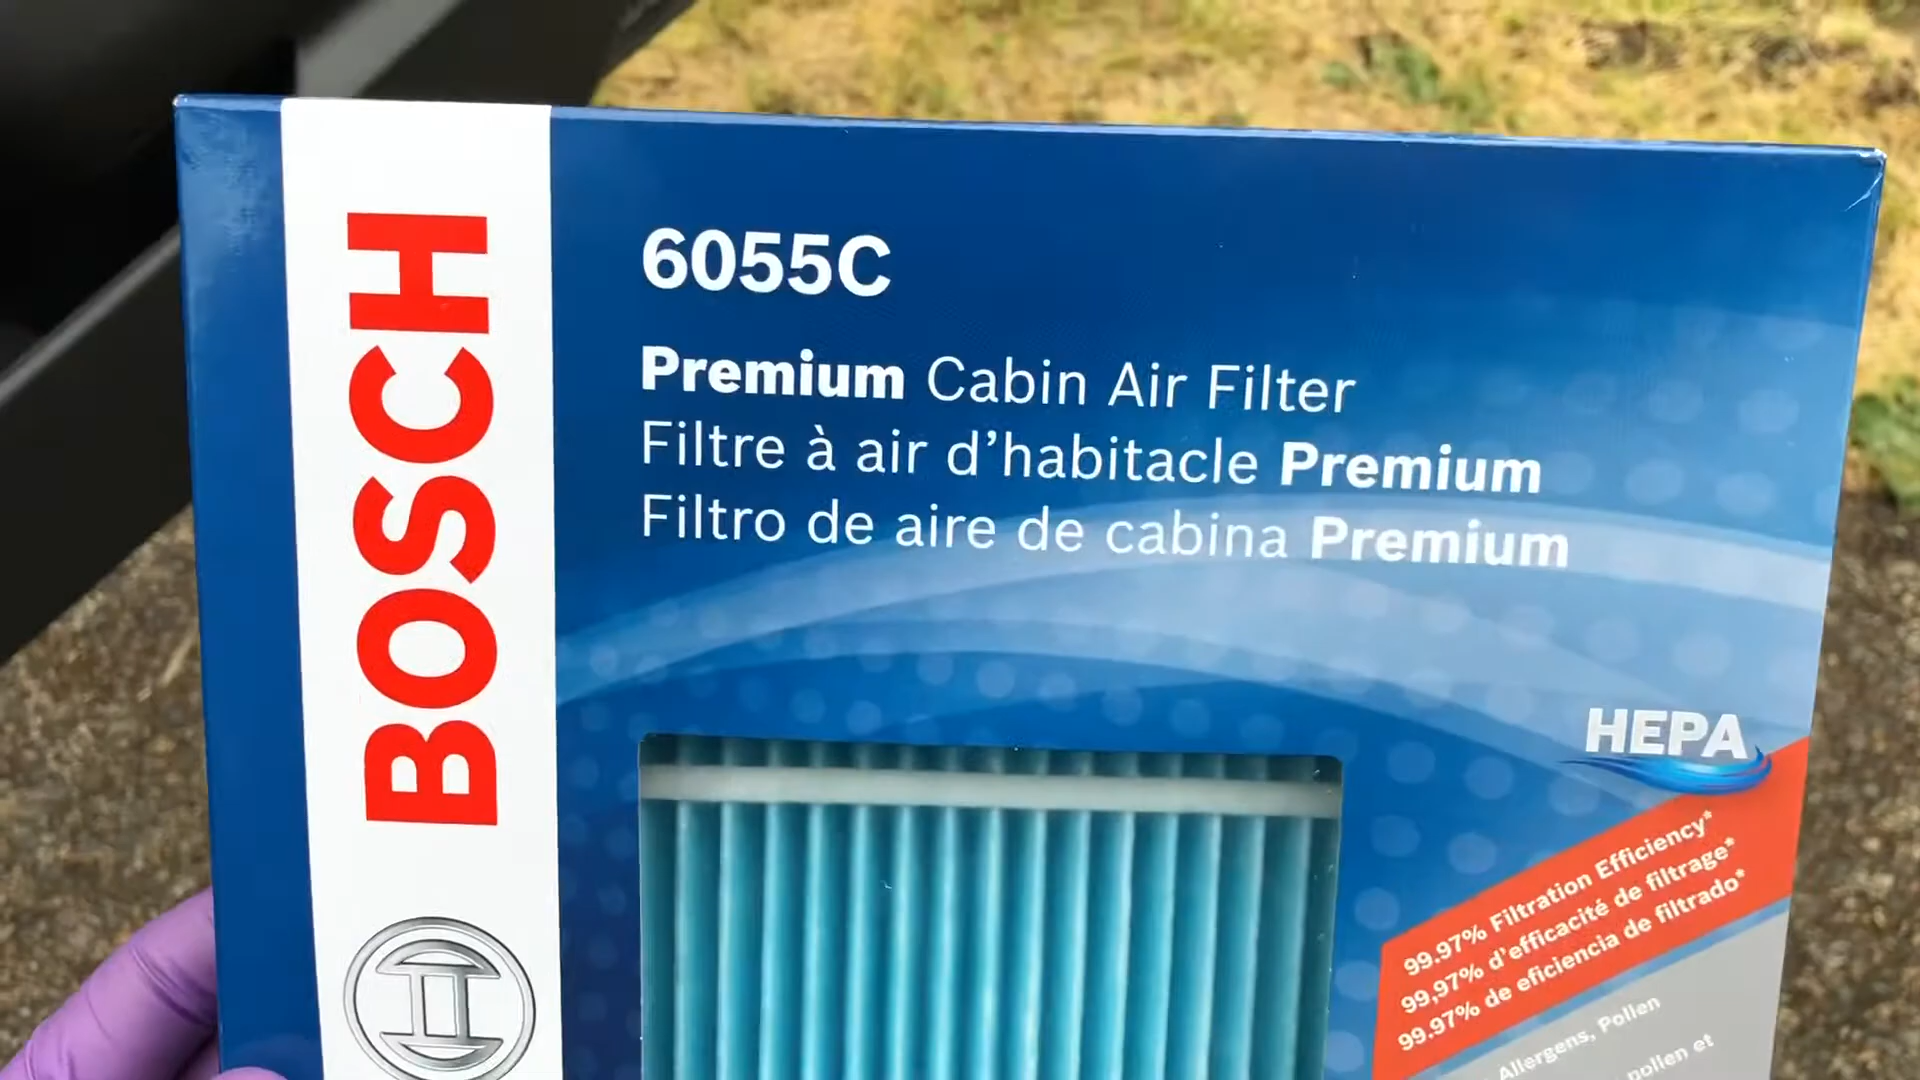 BOSCH
6055C
Premium Cabin Air Filter
Filtre à air d'habitacle Premium
Filtro de aire de cabina Premium
HEPA
99.97% Filtration Efficiency*
99,97% d'efficacité de filtrage*
99.97% de eficiencia de filtrado*
Allergens, Pollen
pollen et